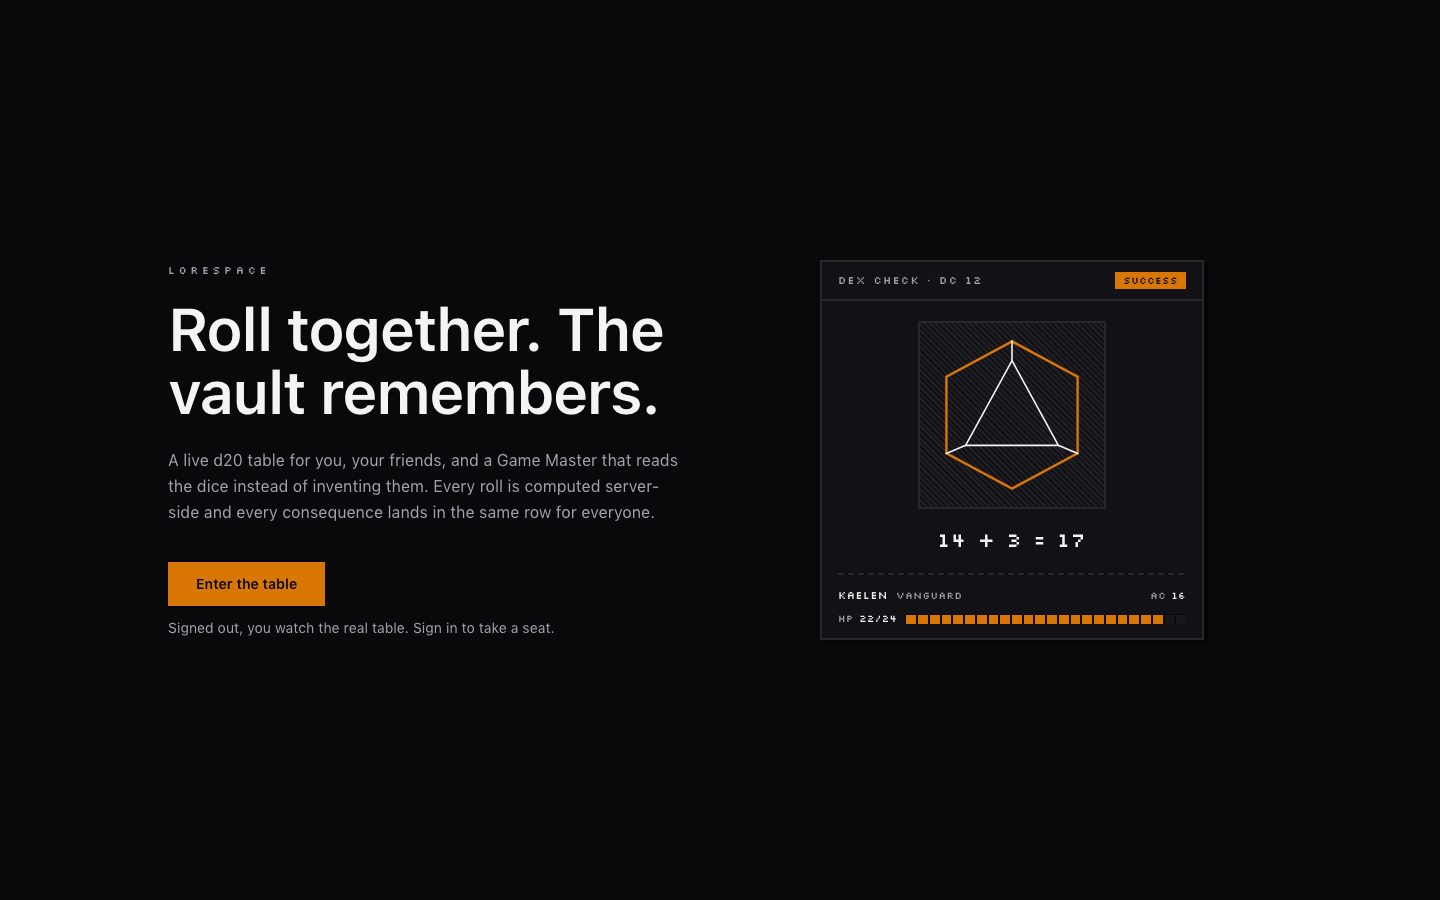 LORESPACE
Roll together. The
vault remembers.
A live d20 table for you, your friends, and a Game Master that reads
the dice instead of inventing them. Every roll is computed server-
side and every consequence lands in the same row for everyone.
Enter the table
Signed out, you watch the real table. Sign in to take a seat.
DEX CHECK · DC 12
SUCCESS
14 + 3 = 17
KAELEN VANGUARD
AC 16
HP 22/24